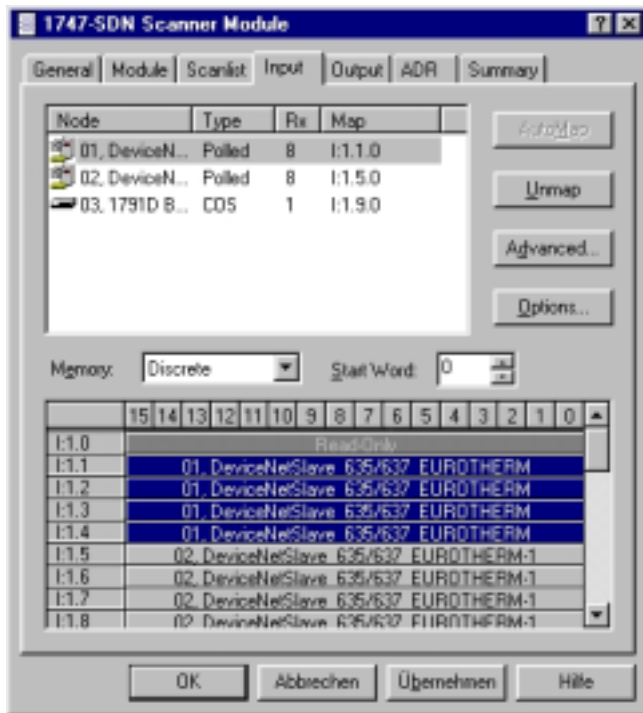 1747-SDN Scanner Module
General Module Scanlist Input Output ADR Summary
Node Type Rx Map
01, DeviceN... Polled 8 I:1.1.0
02, DeviceN... Polled 8 I:1.5.0
03, 1791D B... COS 1 I:1.9.0
AutoMap
Unmap
Advanced...
Options...
Memory: Discrete Start Word: 0
15 14 13 12 11 10 9 8 7 6 5 4 3 2 1 0
I:1.0 Read-Only
I:1.1 01, DeviceNetSlave 635/637 EUROTHERM
I:1.2 01, DeviceNetSlave 635/637 EUROTHERM
I:1.3 01, DeviceNetSlave 635/637 EUROTHERM
I:1.4 01, DeviceNetSlave 635/637 EUROTHERM
I:1.5 02, DeviceNetSlave 635/637 EUROTHERM-1
I:1.6 02, DeviceNetSlave 635/637 EUROTHERM-1
I:1.7 02, DeviceNetSlave 635/637 EUROTHERM-1
I:1.8 02, DeviceNetSlave 635/637 EUROTHERM-1
OK Abbrechen Übernehmen Hilfe